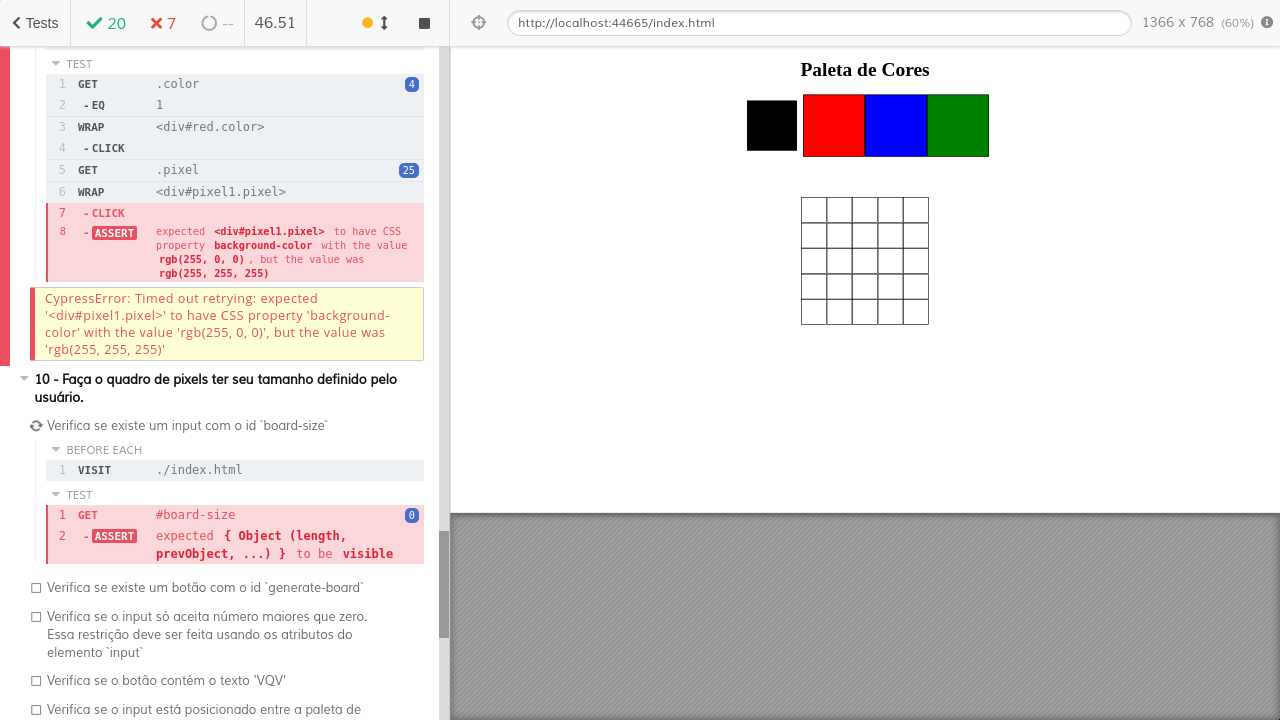 Tests
20
7
--
46.51
http://localhost:44665/index.html
1366 x 768 (60%)
TEST
1 GET .color 4
2 -EQ 1
3 WRAP <div#red.color>
4 -CLICK
5 GET .pixel 25
6 WRAP <div#pixel1.pixel>
7 -CLICK
8 -ASSERT expected <div#pixel1.pixel> to have CSS
property background-color with the value
rgb(255, 0, 0), but the value was
rgb(255, 255, 255)
CypressError: Timed out retrying: expected
'<div#pixel1.pixel>' to have CSS property 'background-
color' with the value 'rgb(255, 0, 0)', but the value was
'rgb(255, 255, 255)'
10 - Faça o quadro de pixels ter seu tamanho definido pelo
usuário.
Verifica se existe um input com o id `board-size`
BEFORE EACH
1 VISIT ./index.html
TEST
1 GET #board-size 0
2 -ASSERT expected { Object (length,
prevObject, ...) } to be visible
Verifica se existe um botão com o id `generate-board`
Verifica se o input só aceita número maiores que zero.
Essa restrição deve ser feita usando os atributos do
elemento `input`
Verifica se o botão contém o texto 'VQV'
Verifica se o input está posicionado entre a paleta de
Paleta de Cores